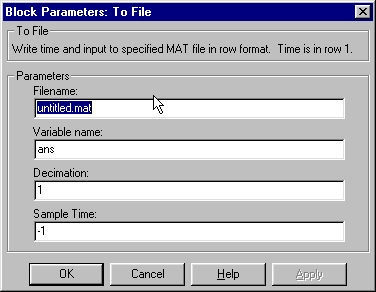 Block Parameters: To File
To File
Write time and input to specified MAT file in row format.  Time is in row 1.
Parameters
Filename:
untitled.mat
Variable name:
ans
Decimation:
1
Sample Time:
-1
OK Cancel Help Apply